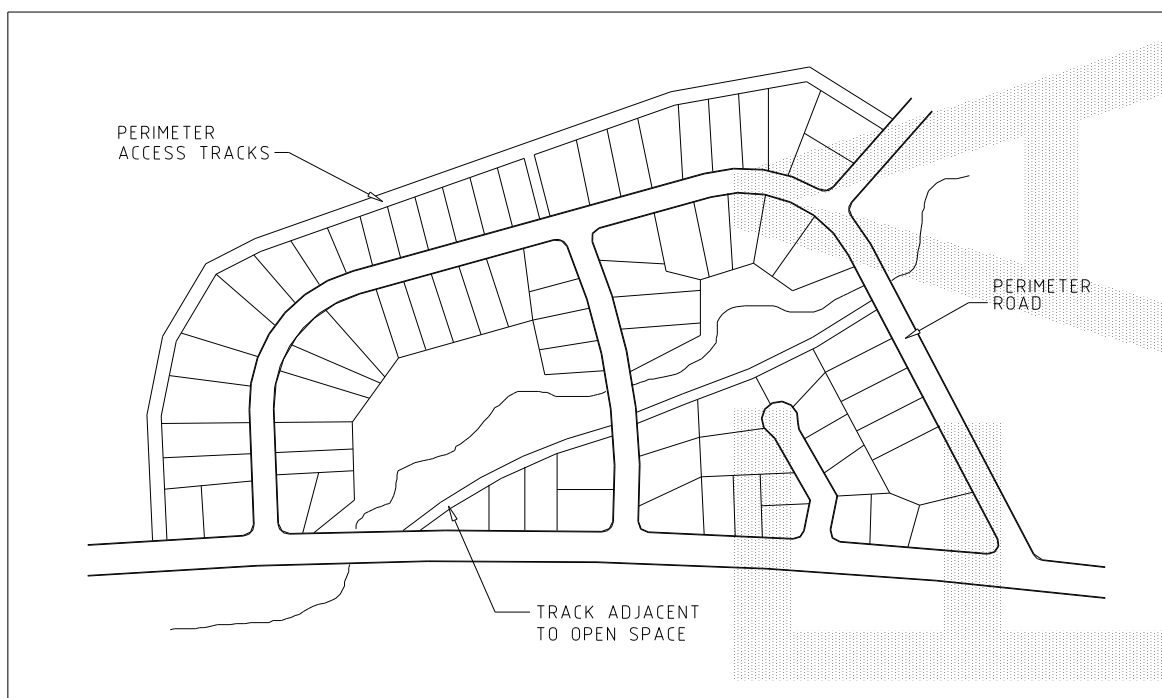 PERIMETER
ACCESS TRACKS
PERIMETER
ROAD
TRACK ADJACENT
TO OPEN SPACE